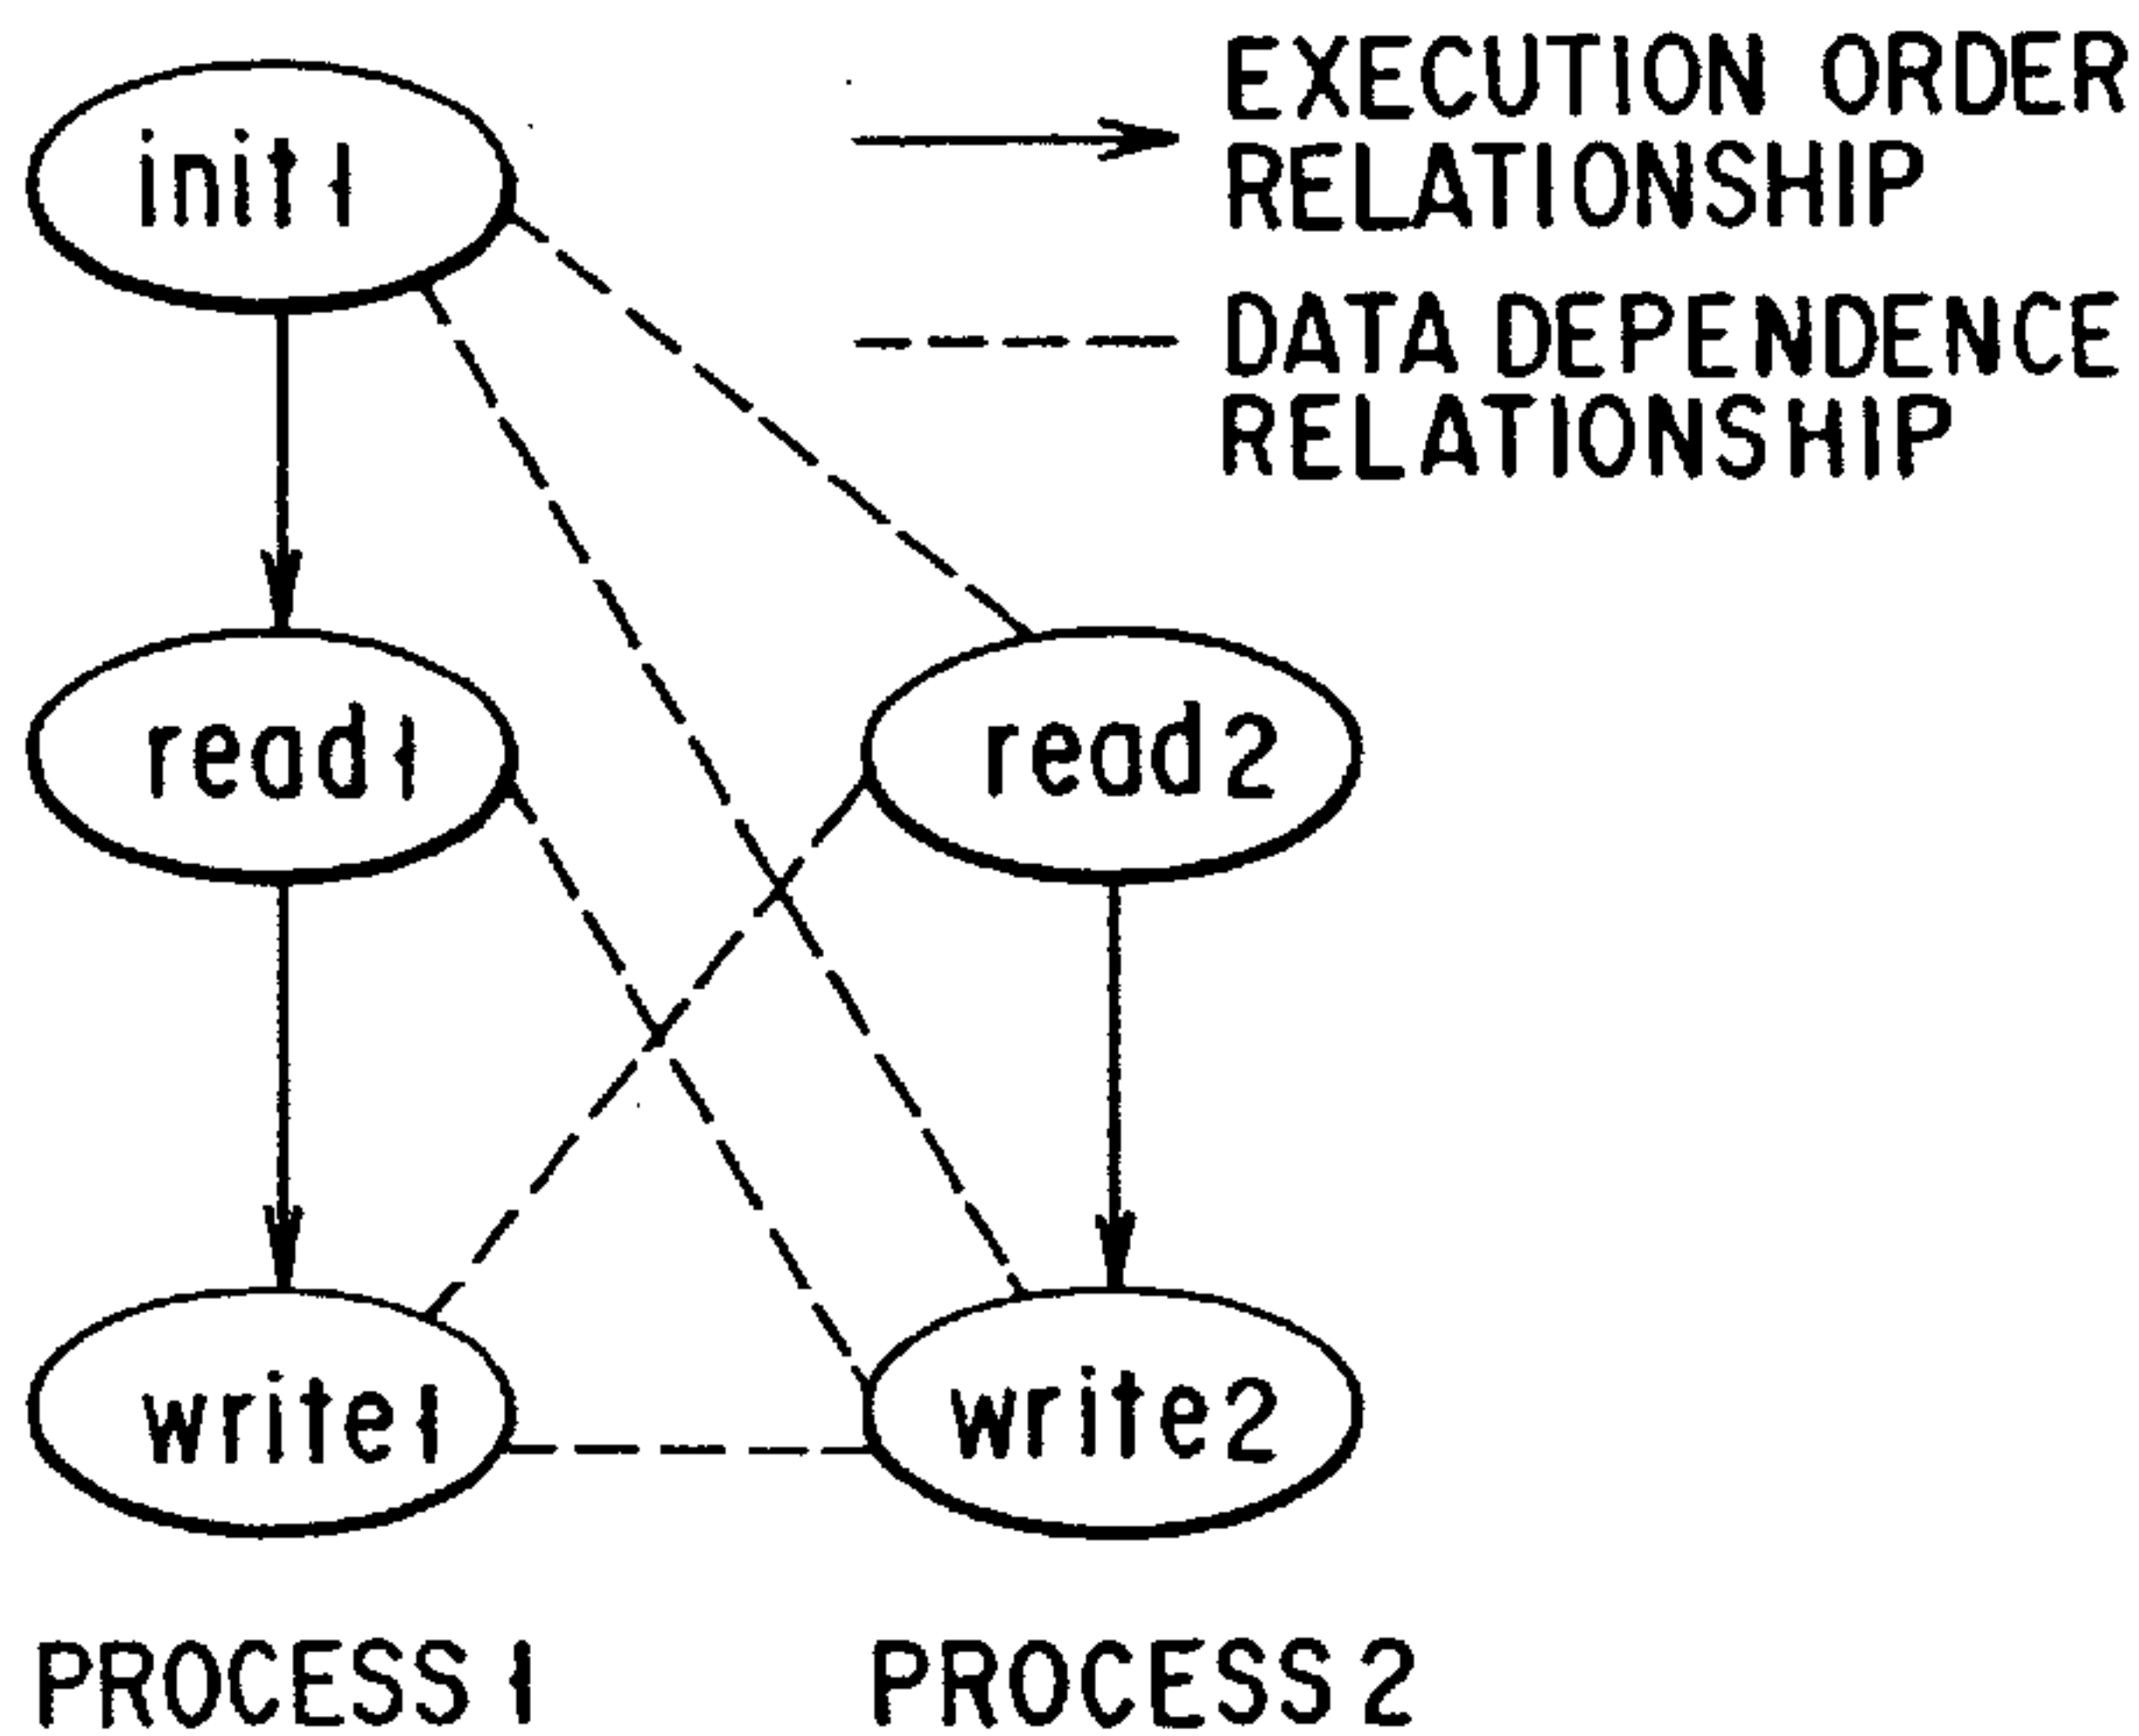 EXECUTION ORDER
RELATIONSHIP
DATA DEPENDENCE
RELATIONSHIP
init1
read1
read2
write1
write2
PROCESS 1
PROCESS 2